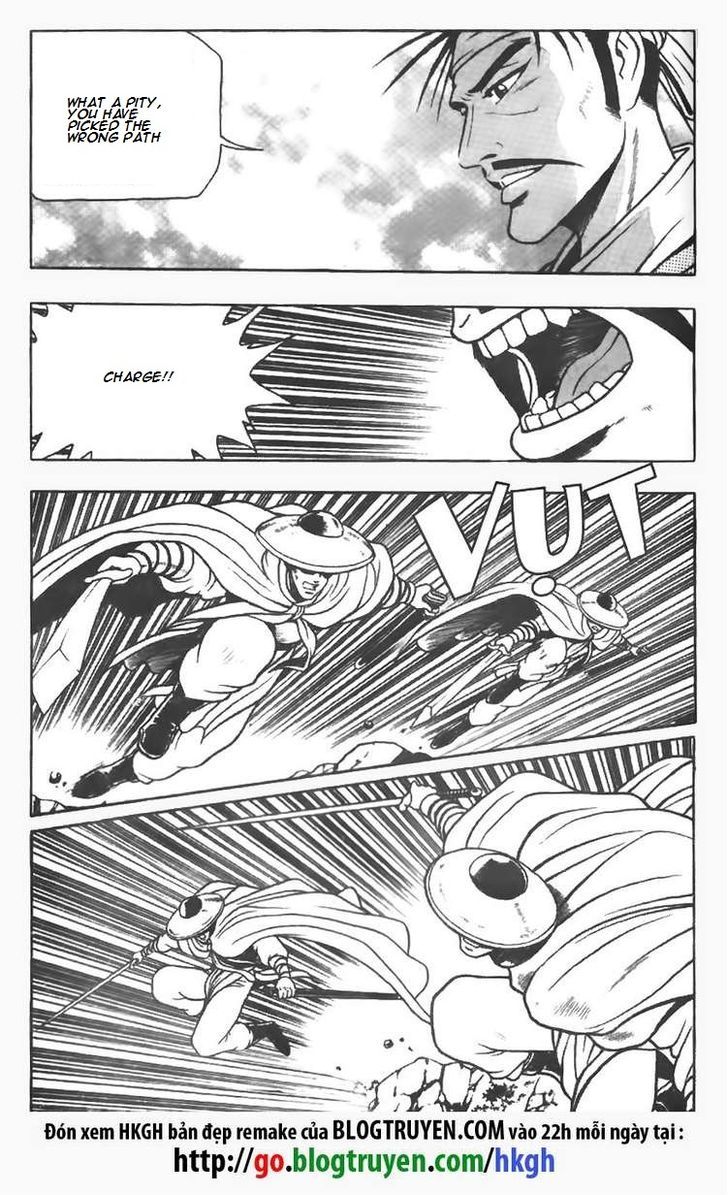 WHAT A PITY,
YOU HAVE
PICKED THE
WRONG PATH
CHARGE!!
VUT
Đón xem HKGH bản đẹp remake của BLOGTRUYEN.COM vào 22h mỗi ngày tại :
http://go.blogtruyen.com/hkgh